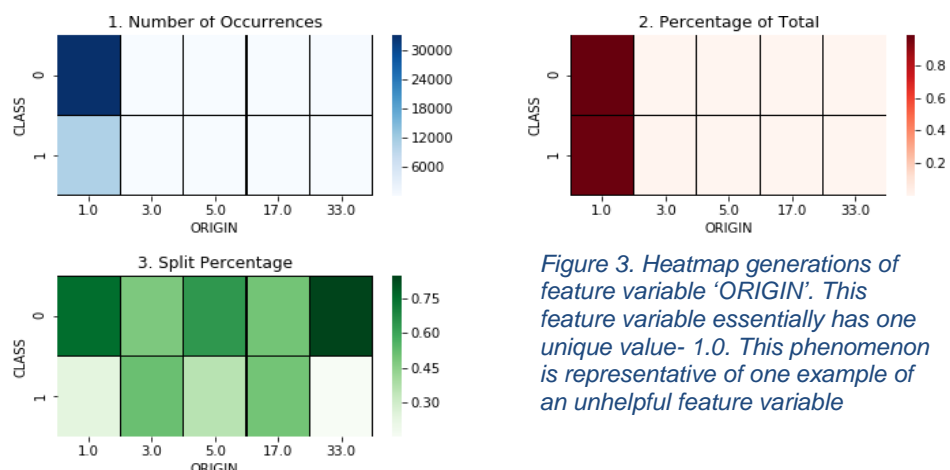 1. Number of Occurrences
0
1
CLASS
1.0 3.0 5.0 17.0 33.0
ORIGIN
30000
24000
18000
12000
6000
2. Percentage of Total
0
1
CLASS
1.0 3.0 5.0 17.0 33.0
ORIGIN
0.8
0.6
0.4
0.2
3. Split Percentage
0
1
CLASS
1.0 3.0 5.0 17.0 33.0
ORIGIN
0.75
0.60
0.45
0.30
Figure 3. Heatmap generations of
feature variable ‘ORIGIN’. This
feature variable essentially has one
unique value- 1.0. This phenomenon
is representative of one example of
an unhelpful feature variable